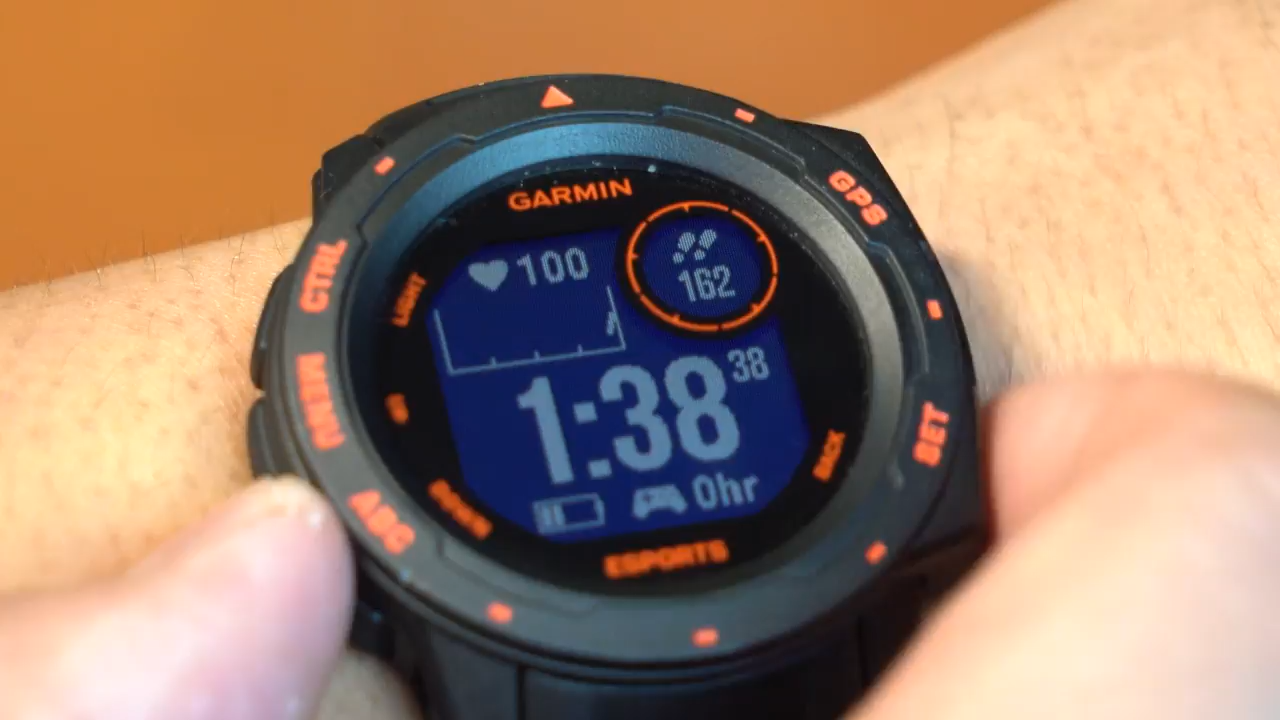 GARMIN
GPS
CTRL
LIGHT
100
162
1:38 38
MENU
SET
BACK
ABC
0hr
ESPORTS